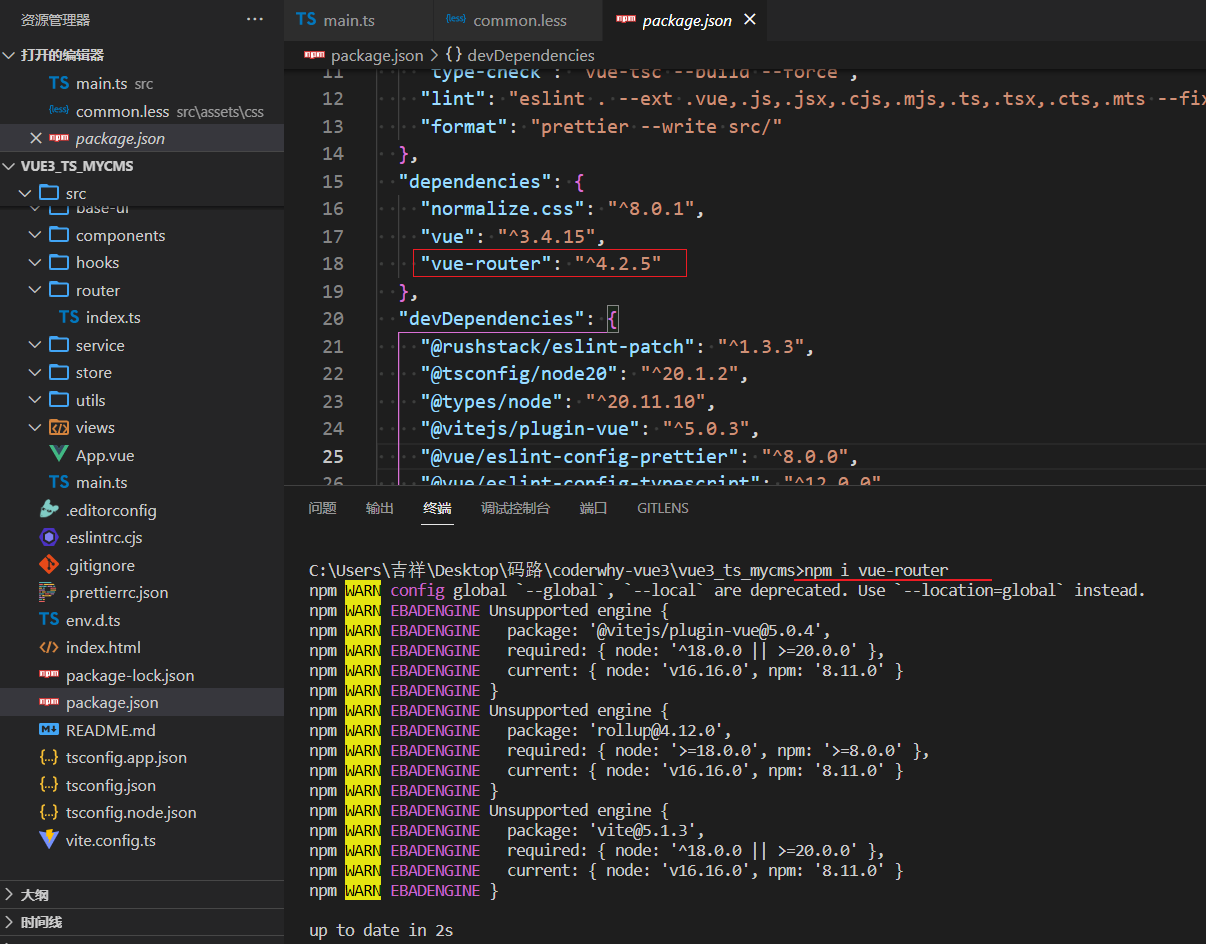 资源管理器
打开的编辑器
TS main.ts src
{less} common.less src\assets\css
npm package.json
VUE3_TS_MYCMS
src
base-ui
components
hooks
router
TS index.ts
service
store
utils
views
App.vue
TS main.ts
.editorconfig
.eslintrc.cjs
.gitignore
.prettierrc.json
TS env.d.ts
index.html
npm package-lock.json
npm package.json
README.md
{..} tsconfig.app.json
{..} tsconfig.json
{..} tsconfig.node.json
vite.config.ts
大纲
时间线
TS main.ts {less} common.less npm package.json
npm package.json > {} devDependencies
11 "type-check": "vue-tsc --build --force",
12 "lint": "eslint . --ext .vue,.js,.jsx,.cjs,.mjs,.ts,.tsx,.cts,.mts --fix
13 "format": "prettier --write src/"
14 },
15 "dependencies": {
16 "normalize.css": "^8.0.1",
17 "vue": "^3.4.15",
18 "vue-router": "^4.2.5"
19 },
20 "devDependencies": {
21 "@rushstack/eslint-patch": "^1.3.3",
22 "@tsconfig/node20": "^20.1.2",
23 "@types/node": "^20.11.10",
24 "@vitejs/plugin-vue": "^5.0.3",
25 "@vue/eslint-config-prettier": "^8.0.0",
26 "@vue/eslint-config-typescript": "^12.0.0"
问题 输出 终端 调试控制台 端口 GITLENS
C:\Users\吉祥\Desktop\码路\coderwhy-vue3\vue3_ts_mycms>npm i vue-router
npm WARN config global `--global`, `--local` are deprecated. Use `--location=global` instead.
npm WARN EBADENGINE Unsupported engine {
npm WARN EBADENGINE package: '@vitejs/plugin-vue@5.0.4',
npm WARN EBADENGINE required: { node: '^18.0.0 || >=20.0.0' },
npm WARN EBADENGINE current: { node: 'v16.16.0', npm: '8.11.0' }
npm WARN EBADENGINE }
npm WARN EBADENGINE Unsupported engine {
npm WARN EBADENGINE package: 'rollup@4.12.0',
npm WARN EBADENGINE required: { node: '>=18.0.0', npm: '>=8.0.0' },
npm WARN EBADENGINE current: { node: 'v16.16.0', npm: '8.11.0' }
npm WARN EBADENGINE }
npm WARN EBADENGINE Unsupported engine {
npm WARN EBADENGINE package: 'vite@5.1.3',
npm WARN EBADENGINE required: { node: '^18.0.0 || >=20.0.0' },
npm WARN EBADENGINE current: { node: 'v16.16.0', npm: '8.11.0' }
npm WARN EBADENGINE }
up to date in 2s